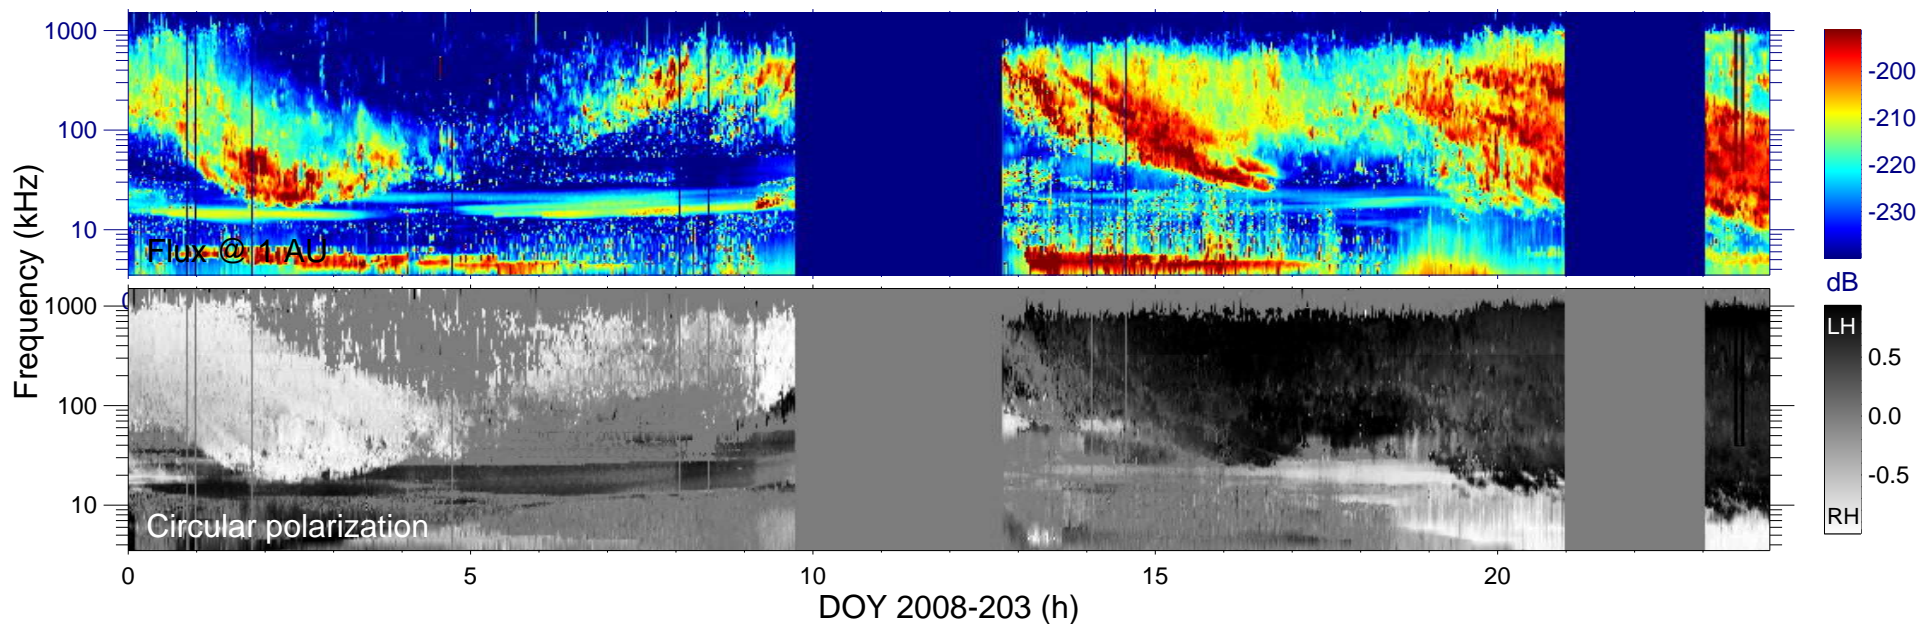 1000
100
10
Flux @ 1 AU
-200
-210
-220
-230
dB
0
Frequency (kHz)
1000
100
10
Circular polarization
LH
0.5
0.0
-0.5
RH
0
5
10
15
20
DOY 2008-203 (h)